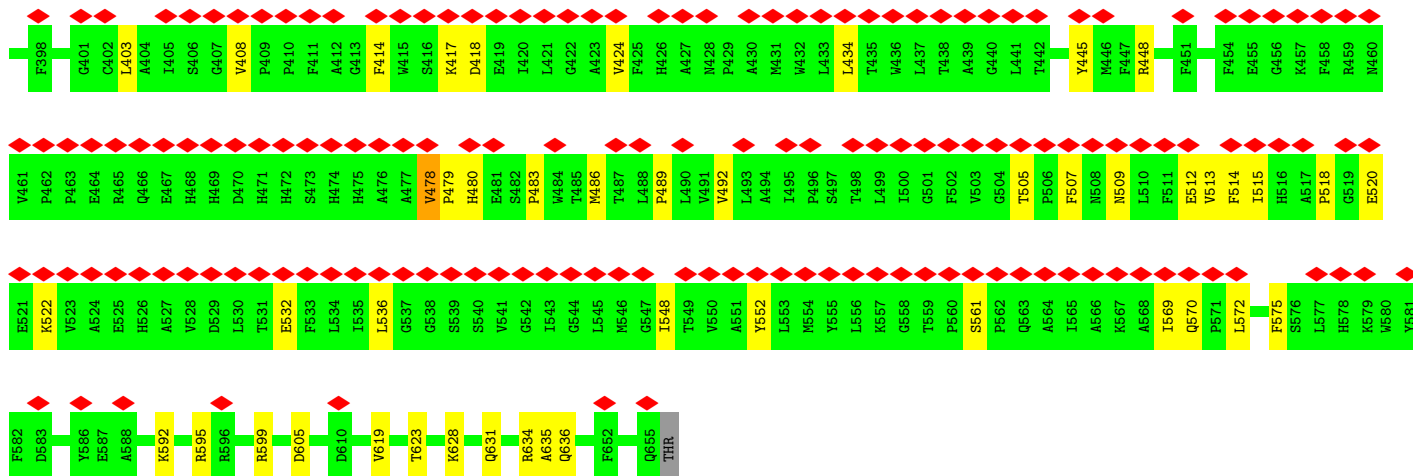 F398 G401 C402 L403 A404 I405 S406 G407 V408 P409 P410 F411 A412 G413 F414 W415 S416 K417 D418 E419 I420 L421 G422 A423 V424 F425 H426 A427 N428 P429 A430 M431 W432 L433 L434 T435 W436 L437 T438 A439 G440 L441 T442 Y445 M446 F447 R448 F451 F454 E455 G456 K457 F458 R459 N460
V461 P462 P463 E464 R465 Q466 E467 H468 H469 D470 H471 H472 S473 H474 H475 A476 A477 V478 P479 H480 E481 S482 P483 W484 T485 M486 T487 L488 P489 L490 V491 V492 L493 A494 I495 P496 S497 T498 L499 I500 G501 F502 V503 G504 T505 P506 F507 N508 N509 L510 F511 E512 V513 F514 I515 H516 A517 P518 G519 E520
E521 K522 V523 A524 E525 H526 A527 V528 D529 L530 T531 E532 F533 L534 I535 L536 G537 G538 S539 S540 V541 G542 I543 G544 L545 M546 G547 I548 T549 V550 A551 Y552 L553 M554 Y555 L556 K557 G558 T559 P560 S561 P562 Q563 A564 I565 A566 K567 A568 I569 Q570 P571 L572 F575 S576 L577 H578 K579 W580 Y581
F582 D583 Y586 E587 A588 K592 R595 R596 R599 D605 D610 V619 T623 K628 Q631 R634 A635 Q636 F652 Q655 THR